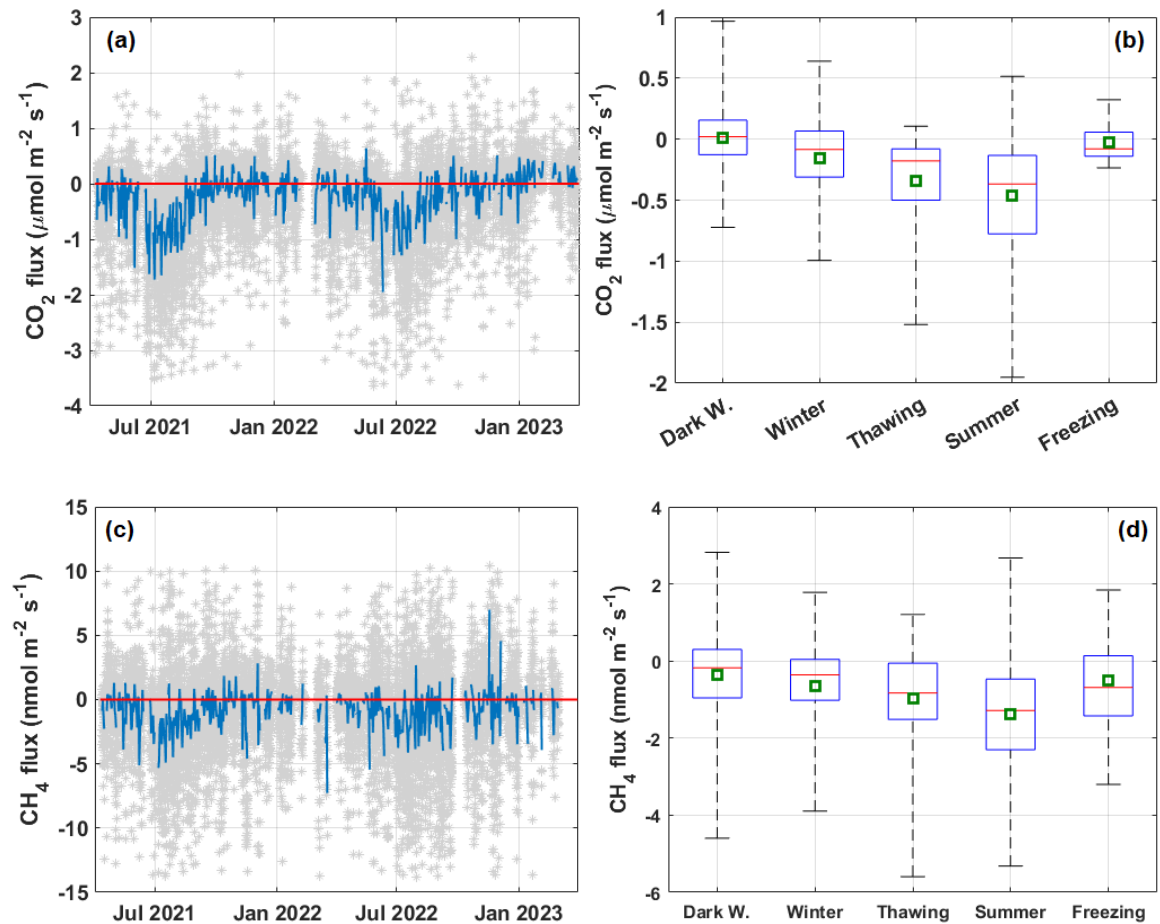 (a)
CO2 flux (μmol m-2 s-1)
3
2
1
0
-1
-2
-3
-4
Jul 2021 Jan 2022 Jul 2022 Jan 2023
(b)
CO2 flux (μmol m-2 s-1)
1
0.5
0
-0.5
-1
-1.5
-2
Dark W. Winter Thawing Summer Freezing
(c)
CH4 flux (nmol m-2 s-1)
15
10
5
0
-5
-10
-15
Jul 2021 Jan 2022 Jul 2022 Jan 2023
(d)
CH4 flux (nmol m-2 s-1)
4
2
0
-2
-4
-6
Dark W. Winter Thawing Summer Freezing